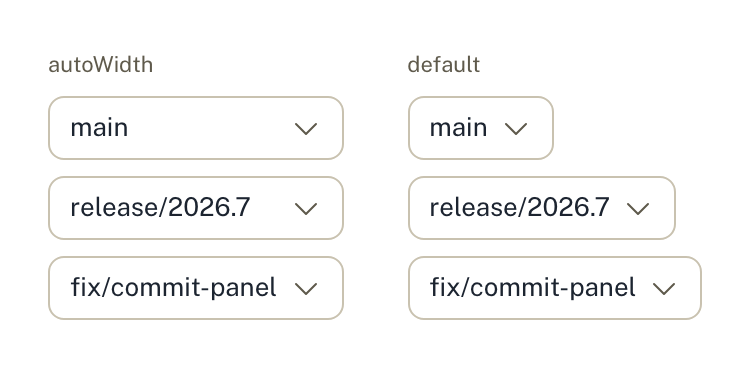 autoWidth
main
release/2026.7
fix/commit-panel
default
main
release/2026.7
fix/commit-panel